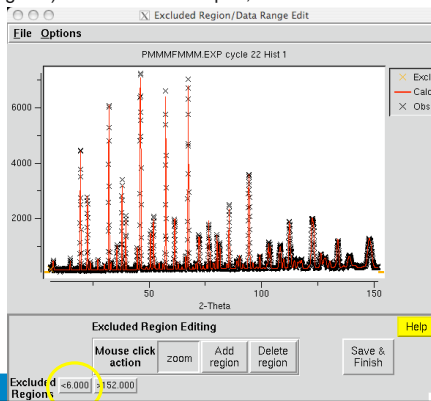 Excluded Region/Data Range Edit
File Options
PMMMFMMM.EXP cycle 22 Hist 1
Excl
Calc
Obs
6000
4000
2000
50
100
150
2-Theta
Excluded Region Editing
Help
Mouse click action
zoom
Add region
Delete region
Save & Finish
Excluded Regions
<6.000
>152.000